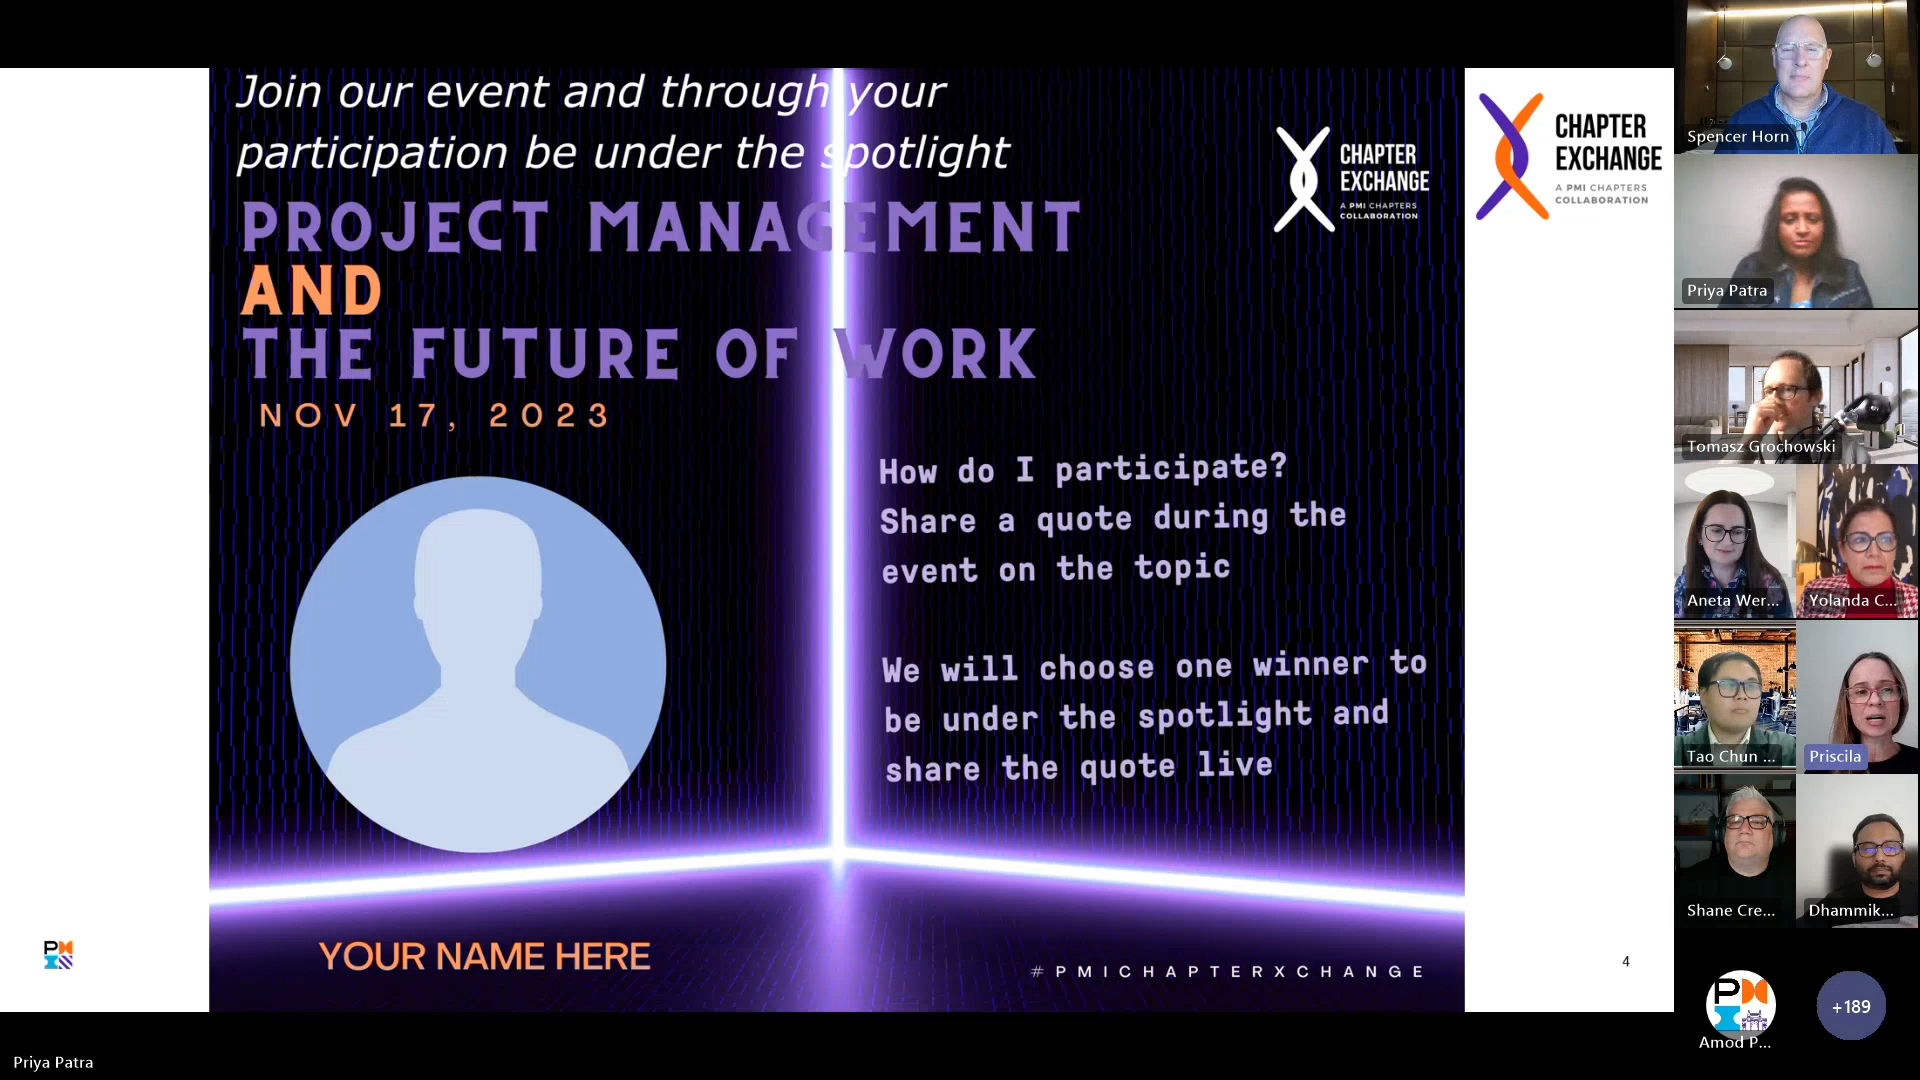 Join our event and through your
participation be under the spotlight
PROJECT MANAGEMENT
AND
THE FUTURE OF WORK
NOV 17, 2023
How do I participate?
Share a quote during the
event on the topic
We will choose one winner to
be under the spotlight and
share the quote live
YOUR NAME HERE
#PMICHAPTERXCHANGE
CHAPTER
EXCHANGE
A PMI CHAPTERS
COLLABORATION
CHAPTER
EXCHANGE
A PMI CHAPTERS
COLLABORATION
4
Priya Patra
Spencer Horn
Priya Patra
Tomasz Grochowski
Aneta Wer...
Yolanda C...
Tao Chun ...
Priscila
Shane Cre...
Dhammik...
Amod P...
+189